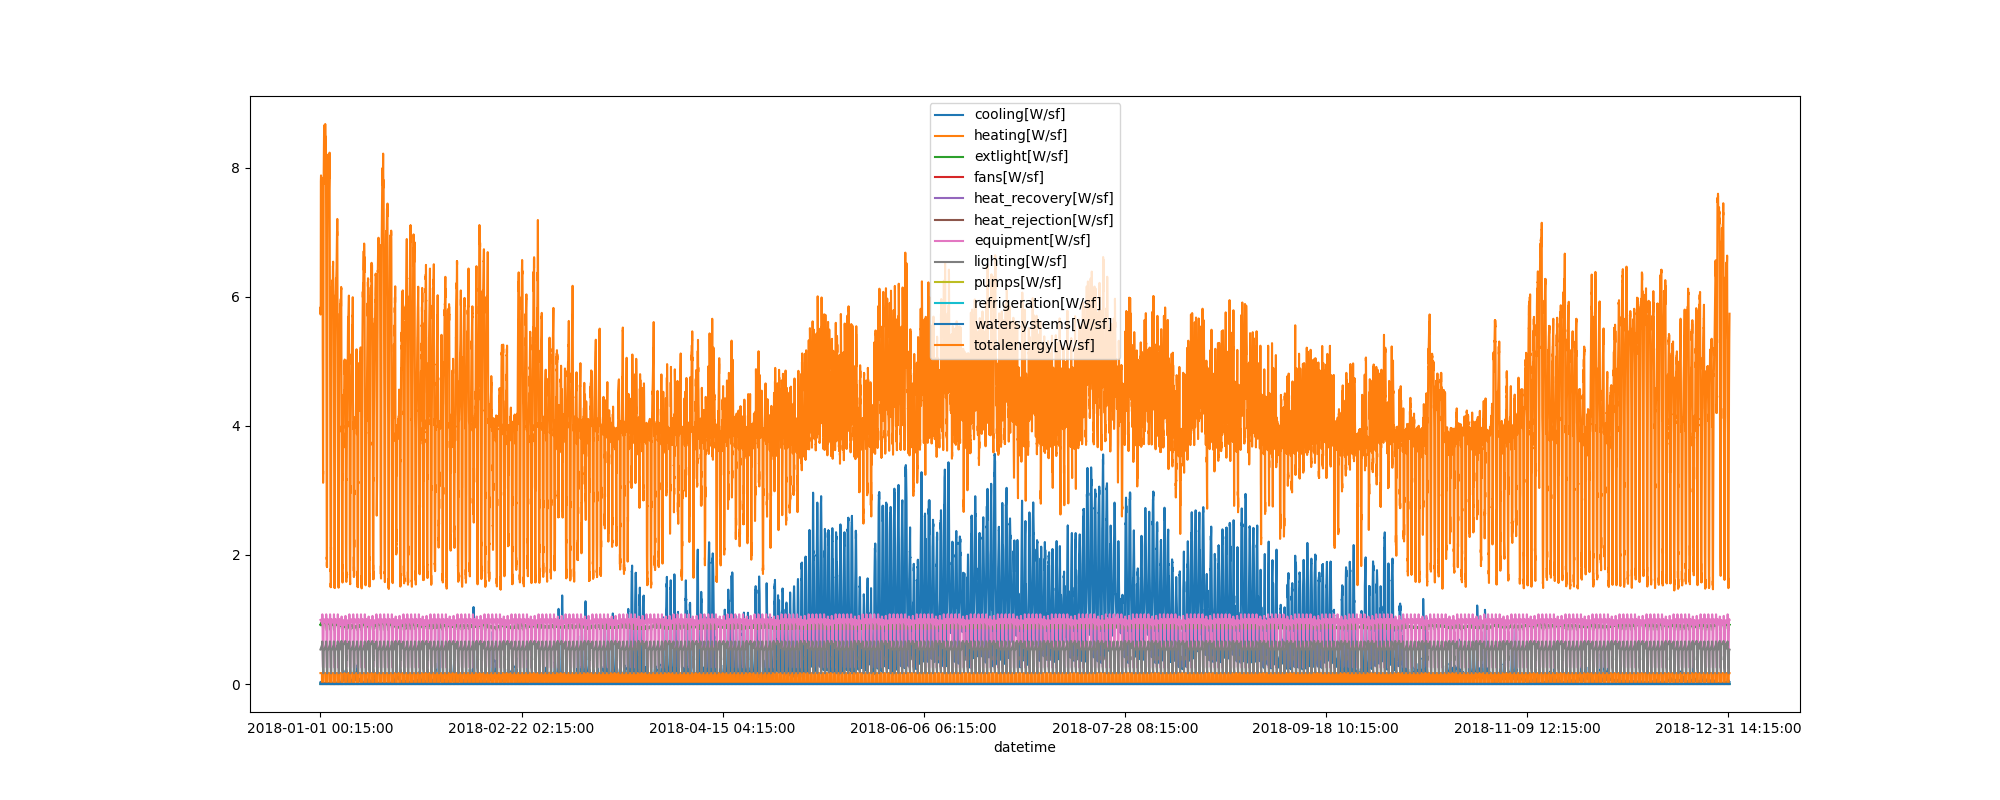 cooling[W/sf]
heating[W/sf]
extlight[W/sf]
fans[W/sf]
heat_recovery[W/sf]
heat_rejection[W/sf]
equipment[W/sf]
lighting[W/sf]
pumps[W/sf]
refrigeration[W/sf]
watersystems[W/sf]
totalenergy[W/sf]
8
6
4
2
0
2018-01-01 00:15:00 2018-02-22 02:15:00 2018-04-15 04:15:00 2018-06-06 06:15:00 2018-07-28 08:15:00 2018-09-18 10:15:00 2018-11-09 12:15:00 2018-12-31 14:15:00
datetime